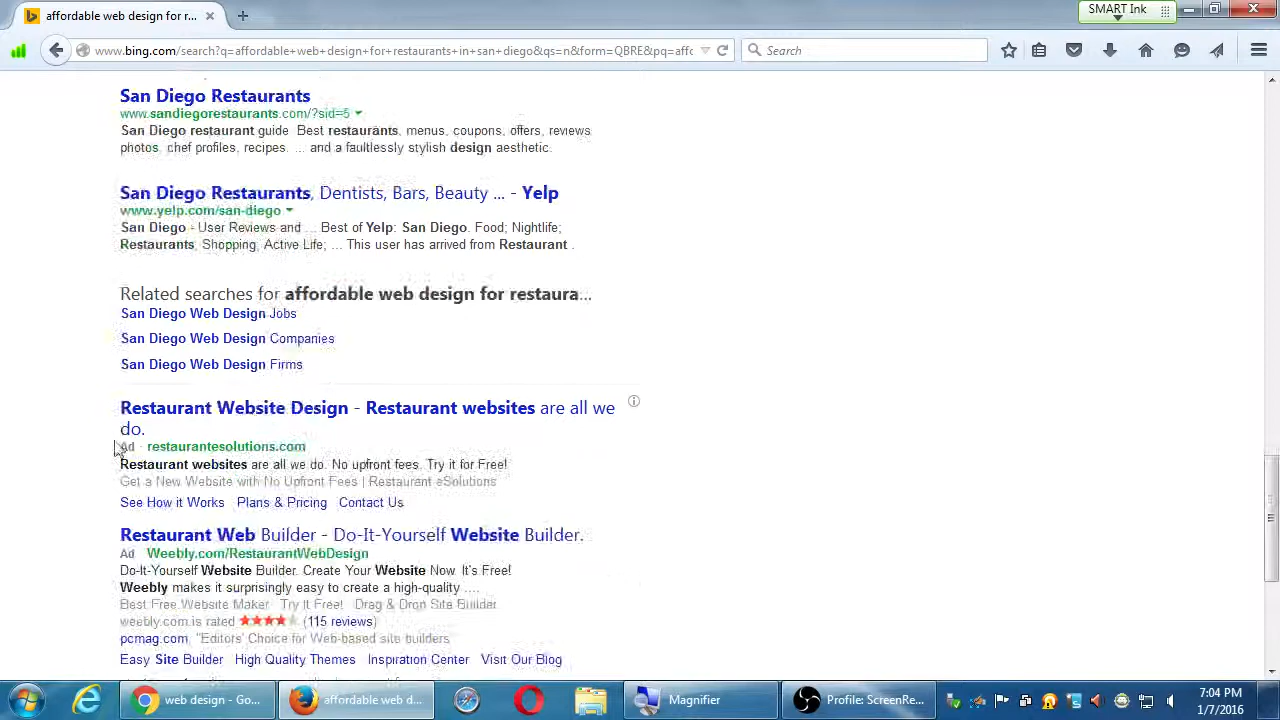 affordable web design for r...
SMART Ink
www.bing.com/search?q=affordable+web+design+for+restaurants+in+san+diego&qs=n&form=QBRE&pq=affo
Search
San Diego Restaurants
www.sandiegorestaurants.com/?sid=5
San Diego restaurant guide Best restaurants, menus, coupons, offers, reviews
photos, chef profiles, recipes. ... and a faultlessly stylish design aesthetic.
San Diego Restaurants, Dentists, Bars, Beauty ... - Yelp
www.yelp.com/san-diego
San Diego - User Reviews and ... Best of Yelp: San Diego. Food; Nightlife;
Restaurants, Shopping, Active Life; ... This user has arrived from Restaurant .
Related searches for affordable web design for restaura...
San Diego Web Design Jobs
San Diego Web Design Companies
San Diego Web Design Firms
Restaurant Website Design - Restaurant websites are all we
do.
Ad · restaurantesolutions.com
Restaurant websites are all we do. No upfront fees. Try it for Free!
Get a New Website with No Upfront Fees | Restaurant eSolutions
See How it Works Plans & Pricing Contact Us
Restaurant Web Builder - Do-It-Yourself Website Builder.
Ad Weebly.com/RestaurantWebDesign
Do-It-Yourself Website Builder. Create Your Website Now. It's Free!
Weebly makes it surprisingly easy to create a high-quality ....
Best Free Website Maker Try It Free! Drag & Drop Site Builder
weebly.com is rated (115 reviews)
pcmag.com, "Editors' Choice for Web-based site builders
Easy Site Builder High Quality Themes Inspiration Center Visit Our Blog
web design - Go...
affordable web d...
Magnifier
Profile: ScreenRe...
7:04 PM
1/7/2016